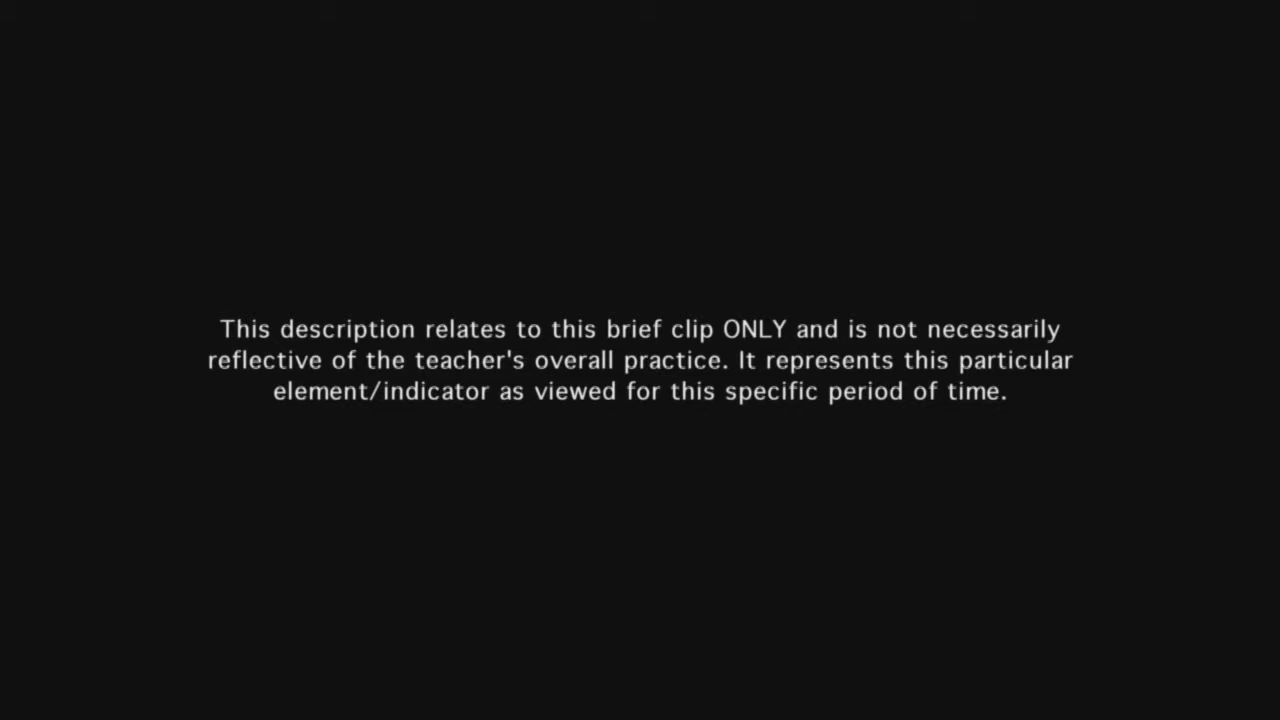 This description relates to this brief clip ONLY and is not necessarily
reflective of the teacher's overall practice. It represents this particular
element/indicator as viewed for this specific period of time.